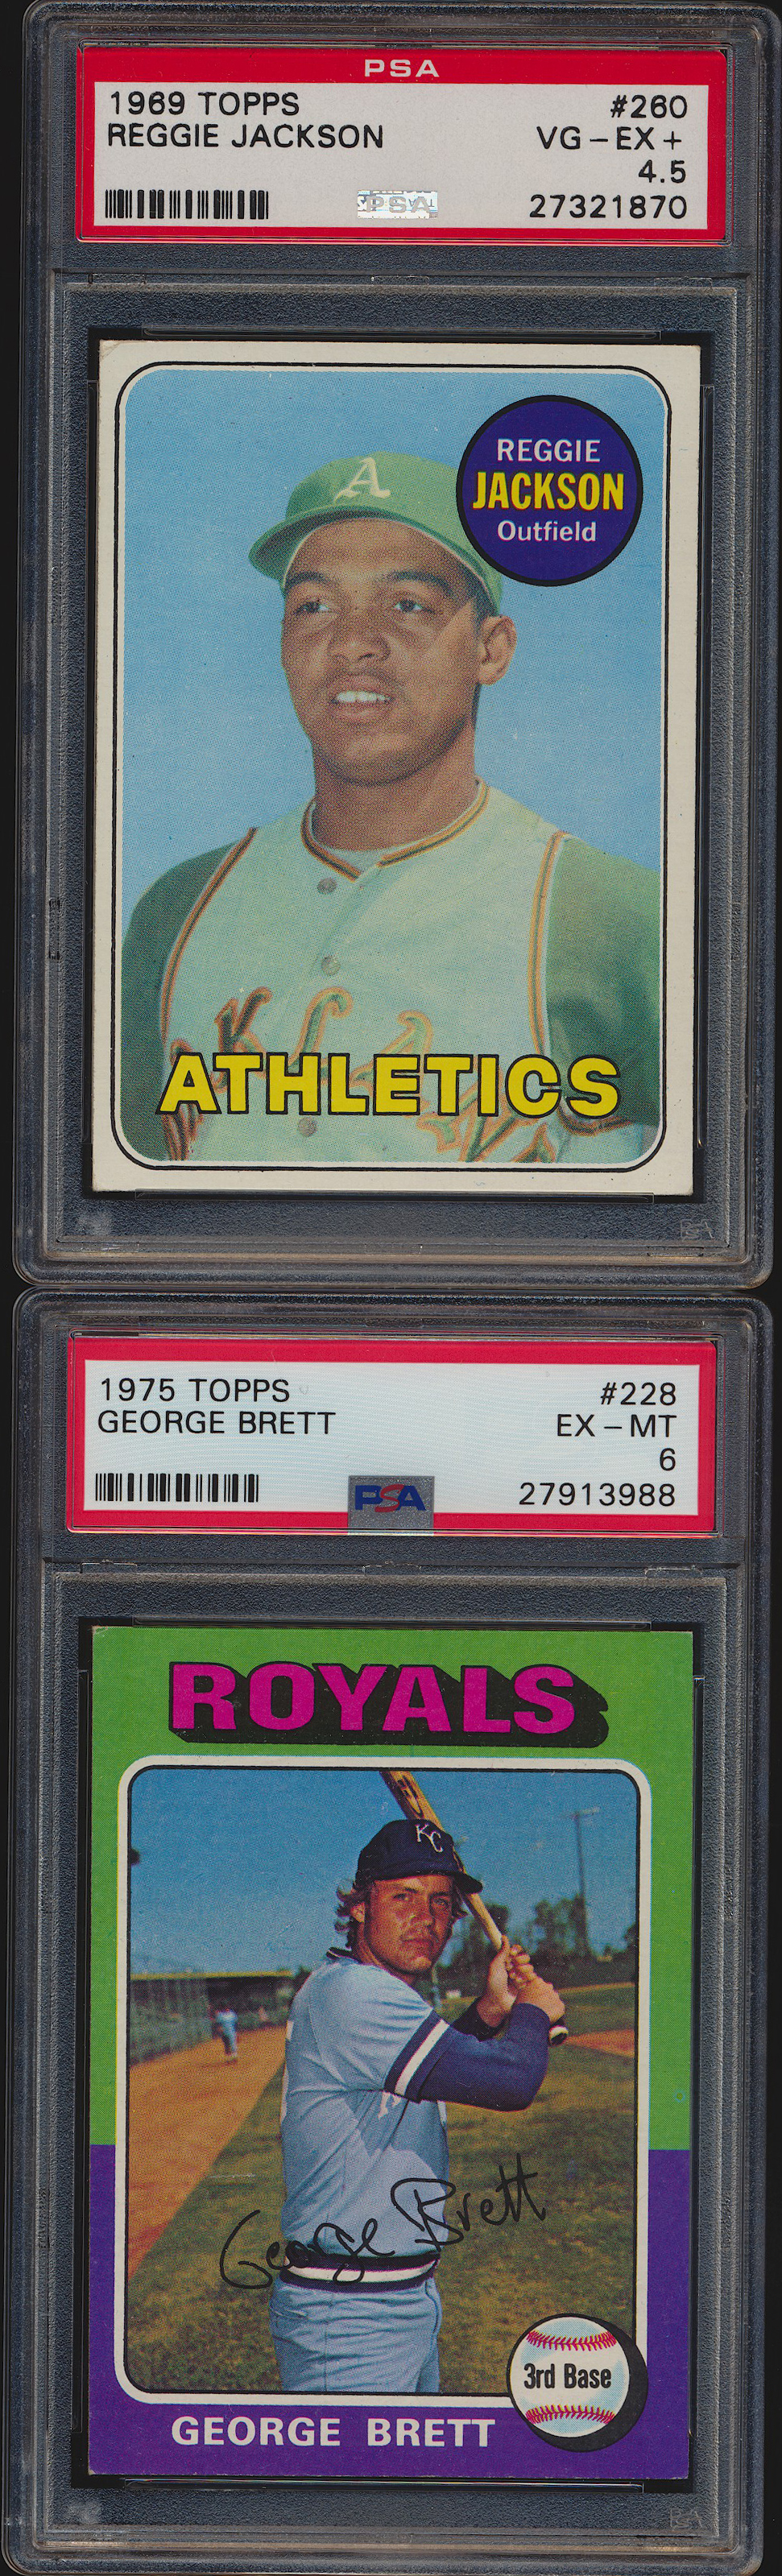 PSA
1969 TOPPS #260
REGGIE JACKSON VG-EX+
4.5
PSA 27321870
A
REGGIE
JACKSON
Outfield
ATHLETICS
1975 TOPPS #228
GEORGE BRETT EX-MT
6
PSA 27913988
ROYALS
KC
George Brett
3rd Base
GEORGE BRETT